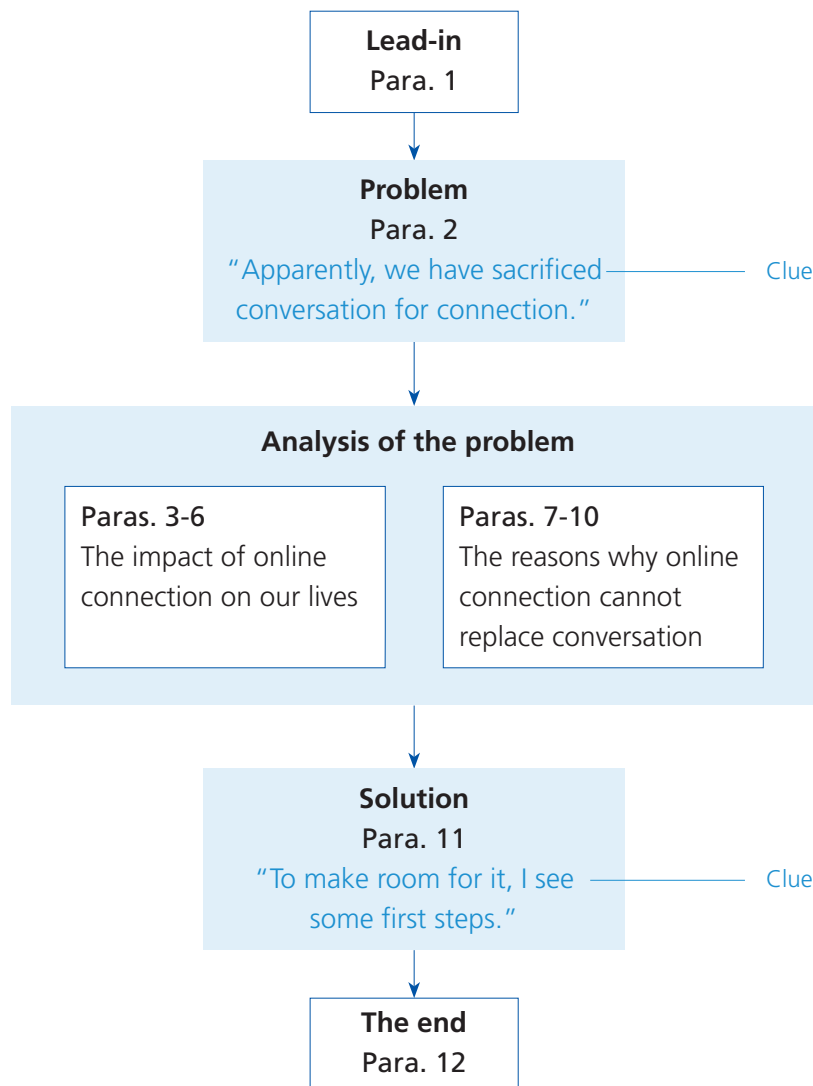 Lead-in
Para. 1
Problem
Para. 2
“Apparently, we have sacrificed
conversation for connection.”
Clue
Analysis of the problem
Paras. 3-6
The impact of online
connection on our lives
Paras. 7-10
The reasons why online
connection cannot
replace conversation
Solution
Para. 11
“To make room for it, I see
some first steps.”
Clue
The end
Para. 12